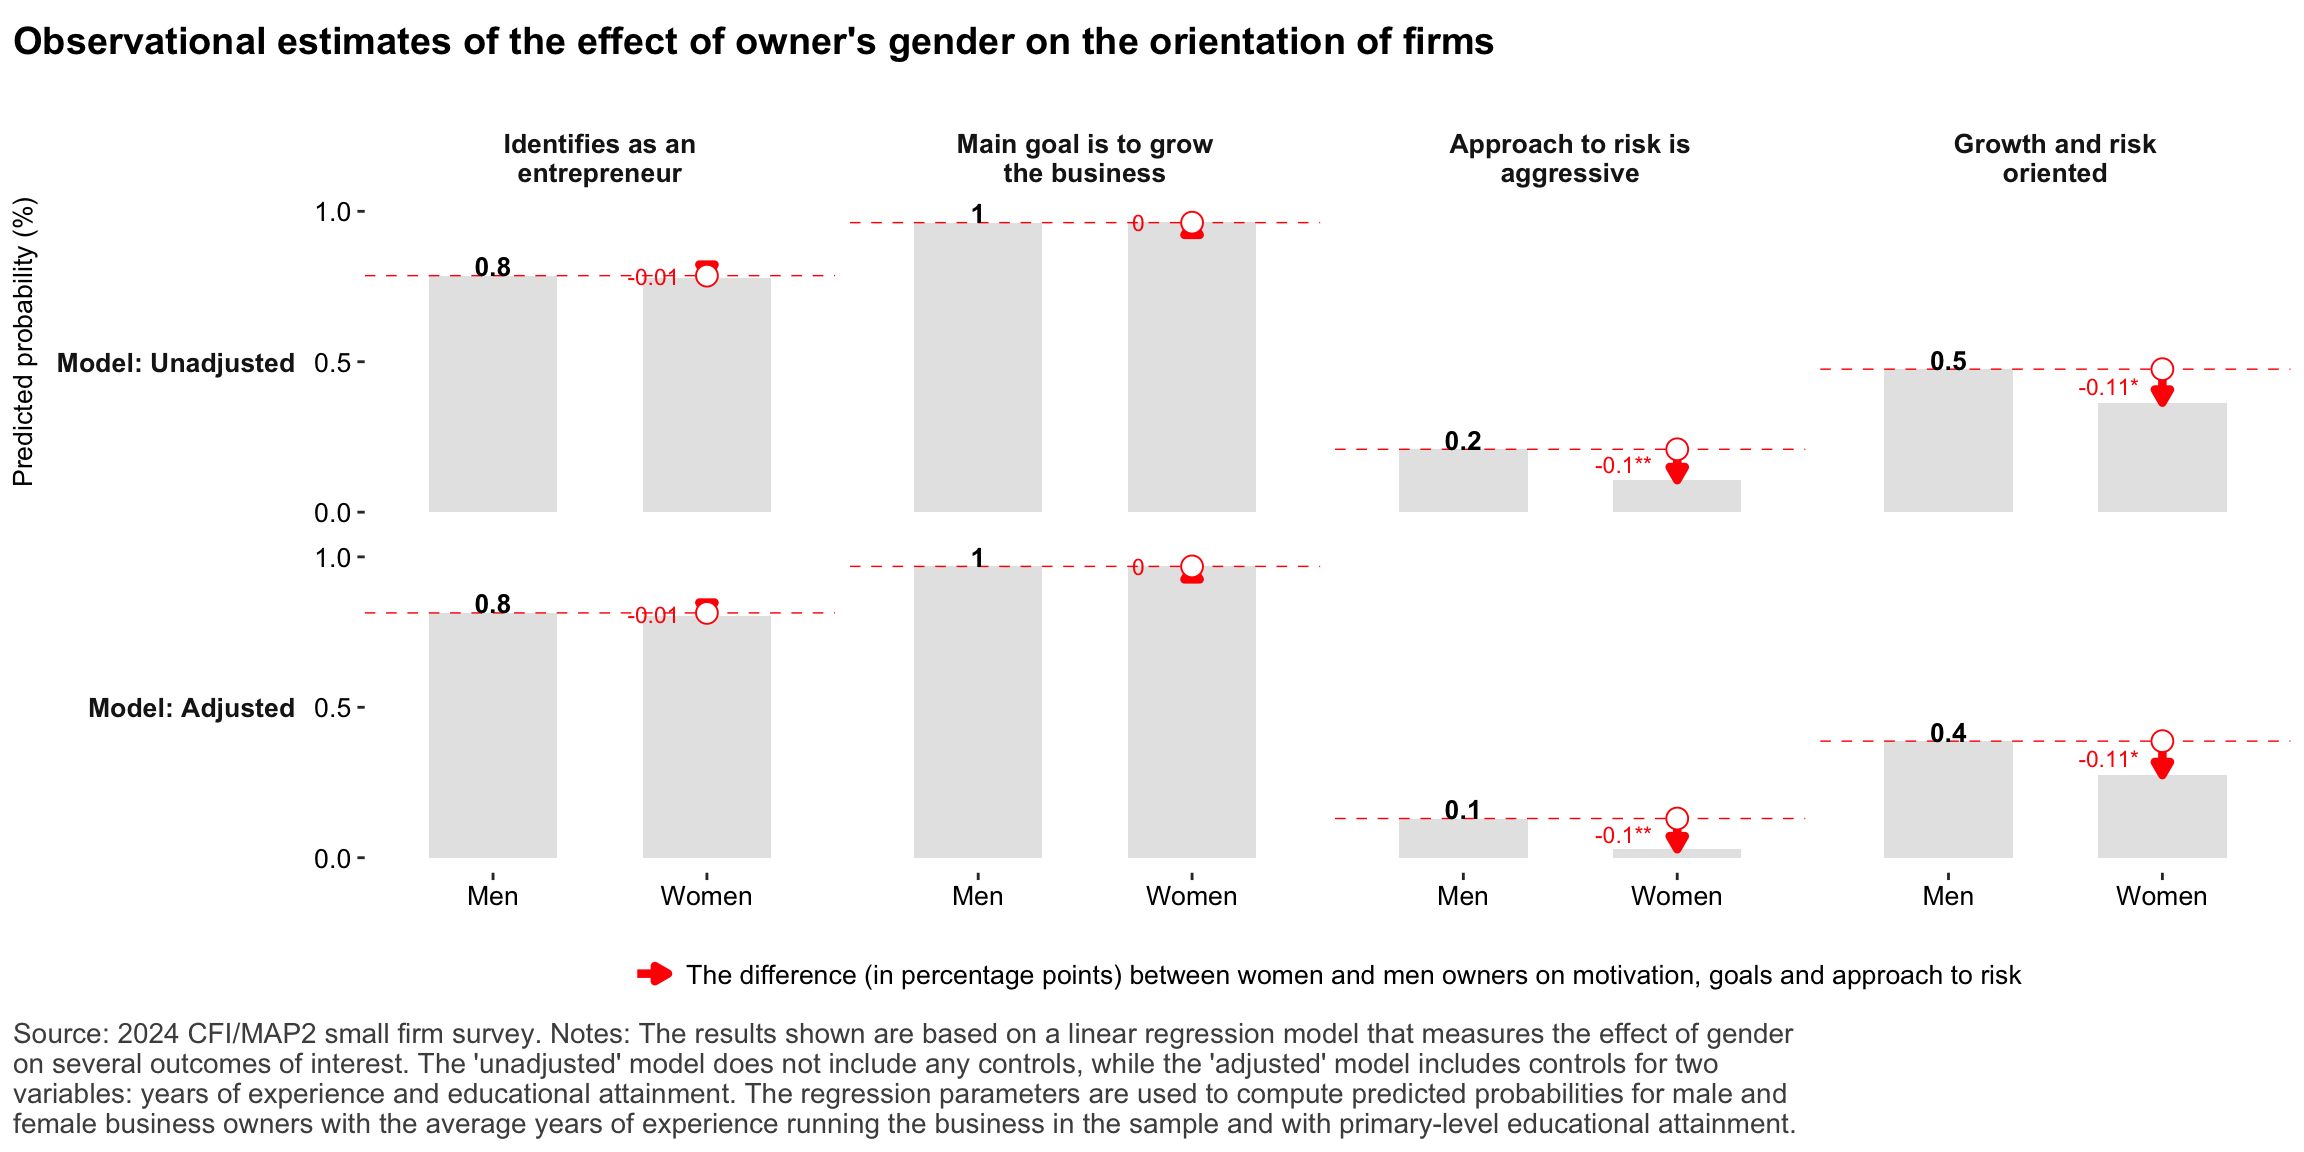 Observational estimates of the effect of owner's gender on the orientation of firms
Identifies as an
entrepreneur
Main goal is to grow
the business
Approach to risk is
aggressive
Growth and risk
oriented
Predicted probability (%)
Model: Unadjusted
1.0
0.5
0.0
0.8
-0.01
1
0
0.2
-0.1**
0.5
-0.11*
Model: Adjusted
1.0
0.5
0.0
0.8
-0.01
1
0
0.1
-0.1**
0.4
-0.11*
Men
Women
Men
Women
Men
Women
Men
Women
The difference (in percentage points) between women and men owners on motivation, goals and approach to risk
Source: 2024 CFI/MAP2 small firm survey. Notes: The results shown are based on a linear regression model that measures the effect of gender
on several outcomes of interest. The 'unadjusted' model does not include any controls, while the 'adjusted' model includes controls for two
variables: years of experience and educational attainment. The regression parameters are used to compute predicted probabilities for male and
female business owners with the average years of experience running the business in the sample and with primary-level educational attainment.